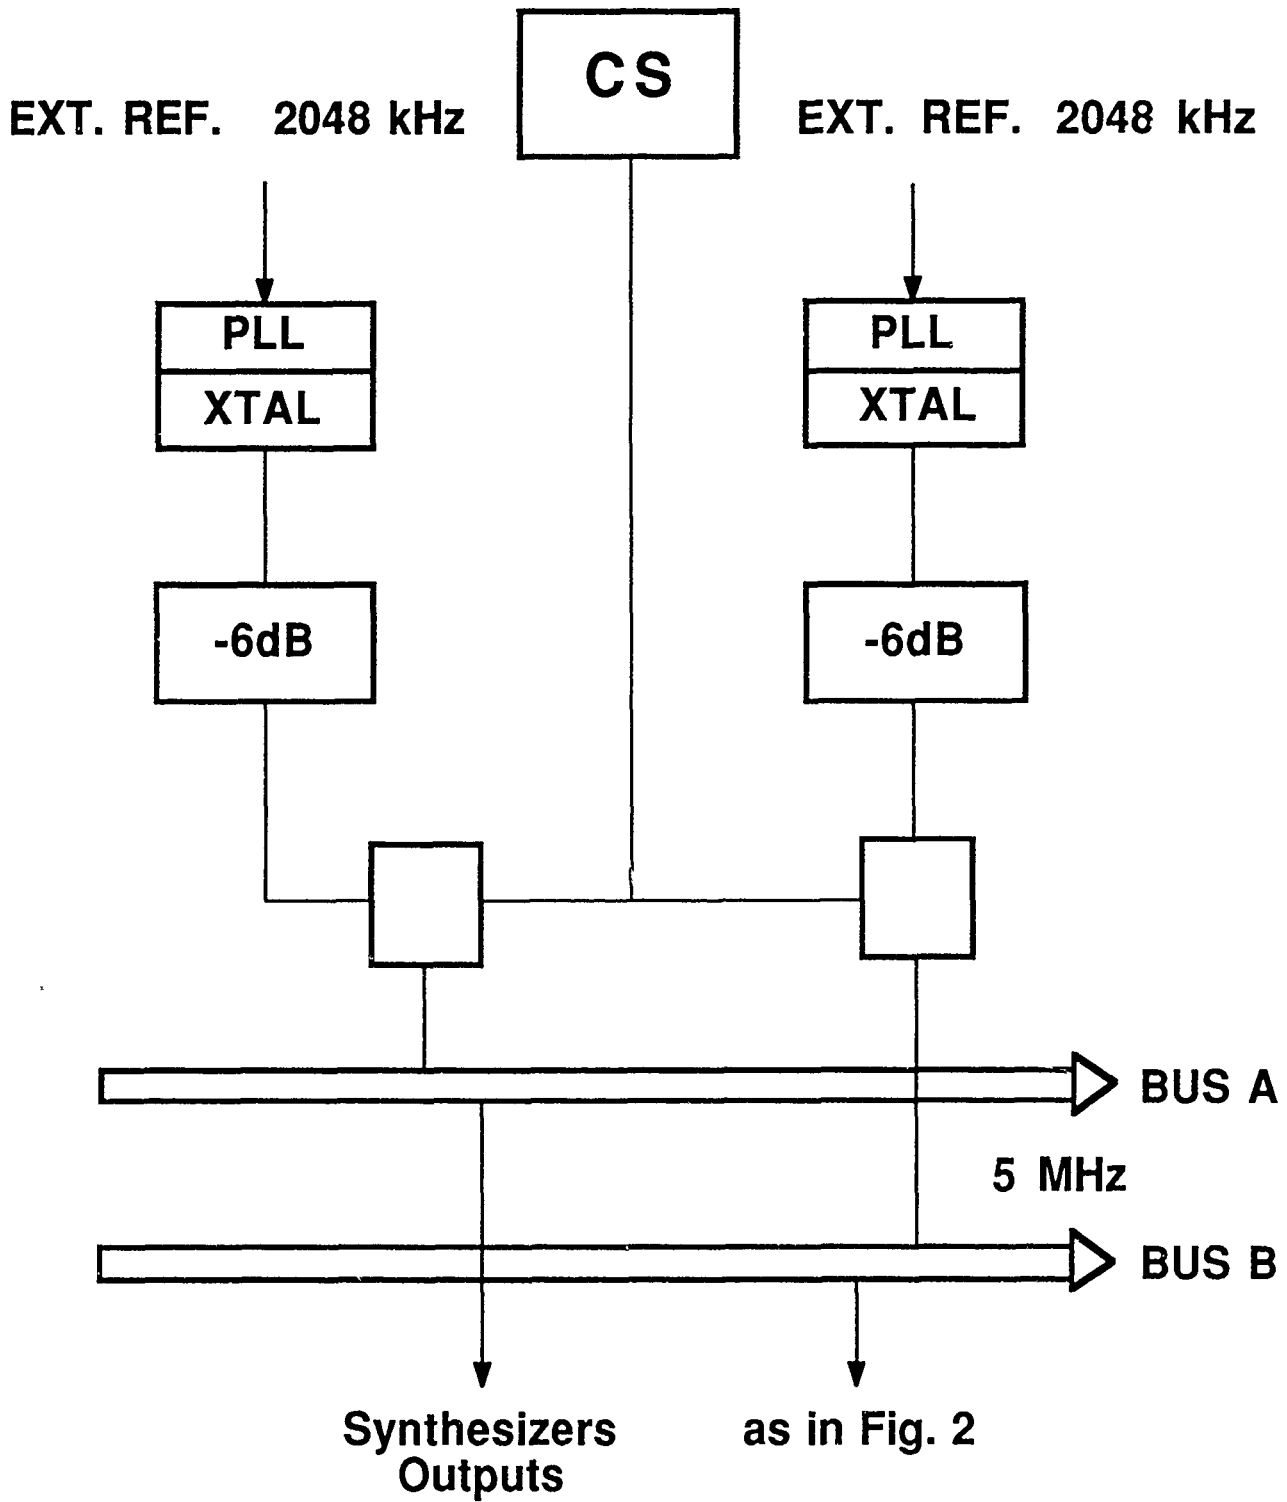 CS
EXT. REF. 2048 kHz
EXT. REF. 2048 kHz
PLL
XTAL
PLL
XTAL
-6dB
-6dB
BUS A
5 MHz
BUS B
Synthesizers
Outputs
as in Fig. 2